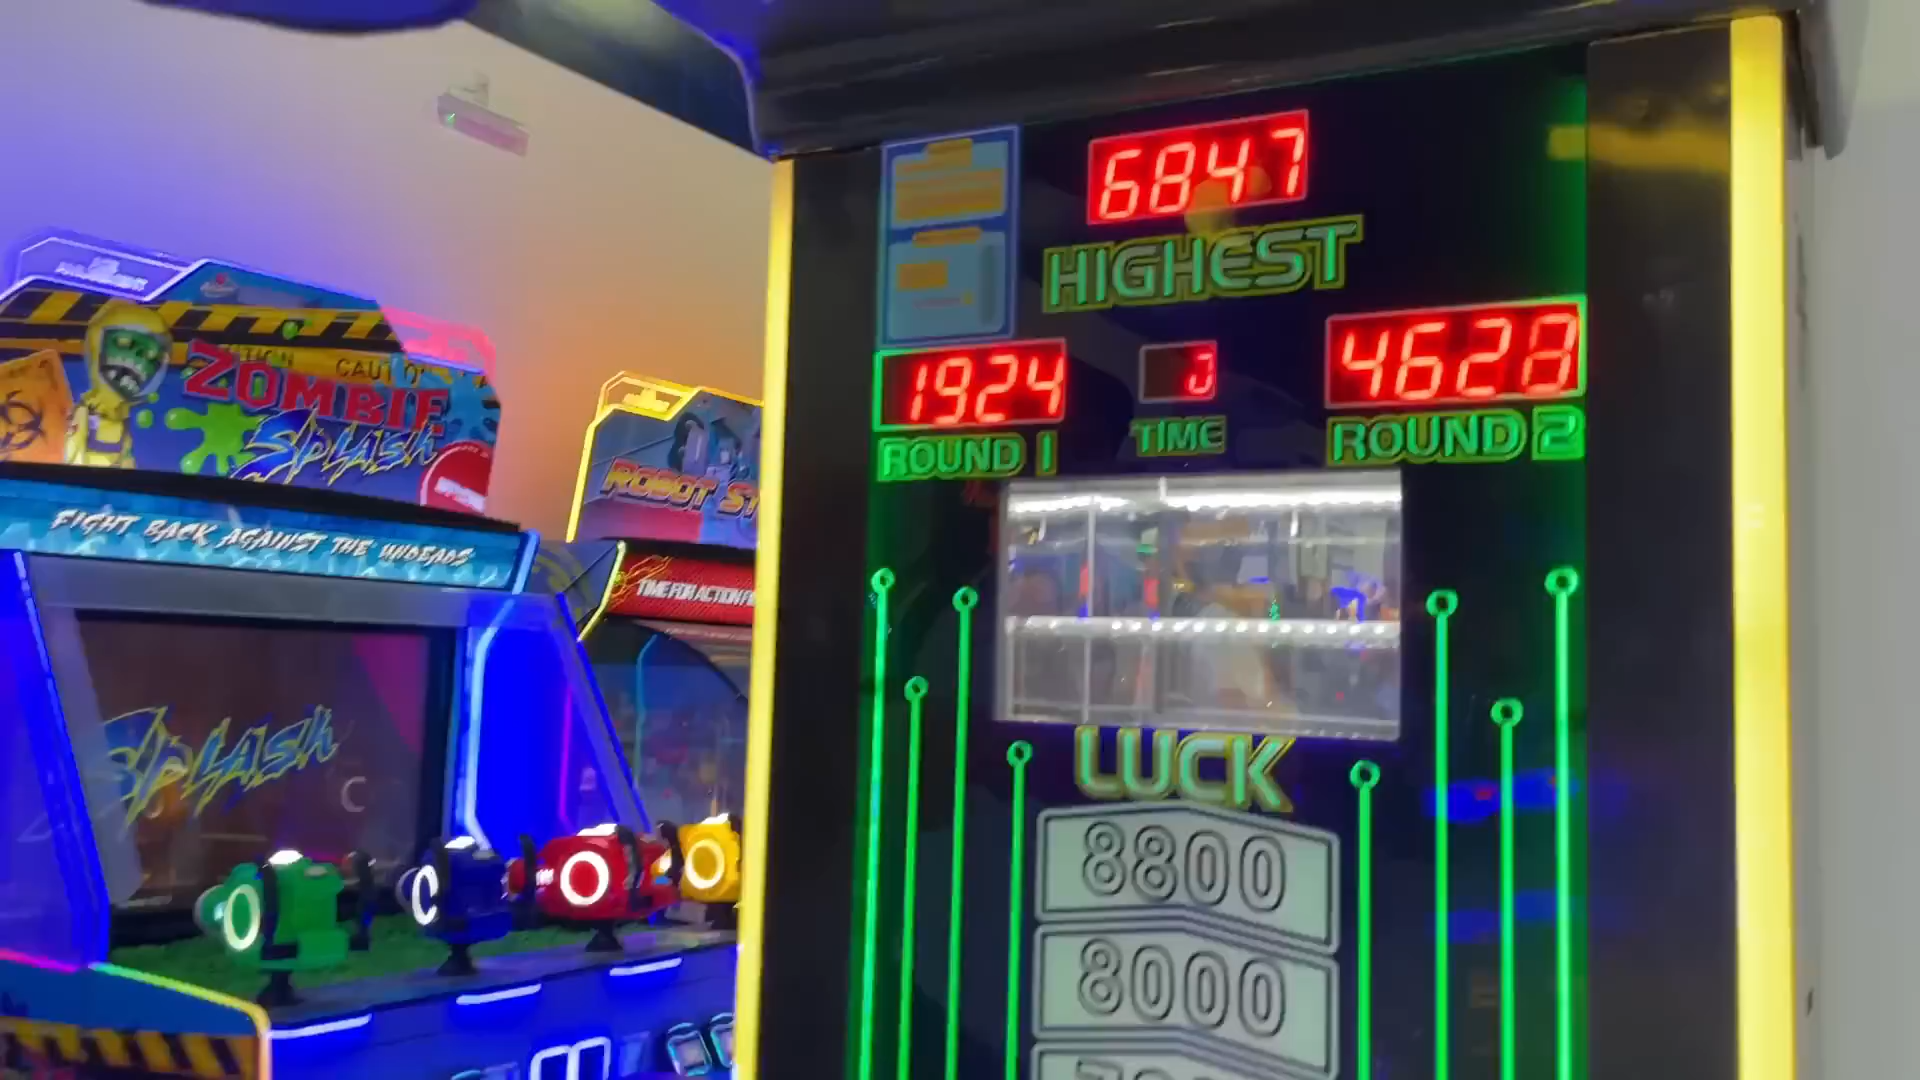 6847
HIGHEST
1924
4628
ROUND 1
TIME
ROUND 2
LUCK
8800
8000
CAUTION
ZOMBIE
SPLASH
FIGHT BACK AGAINST THE UNDEADS
SPLASH
ROBOT
TIME FOR ACTION